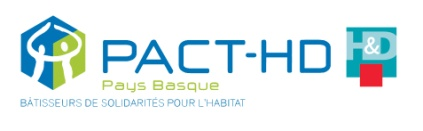 PACT-HD
Pays Basque
BÂTISSEURS DE SOLIDARITÉS POUR L'HABITAT
H&D